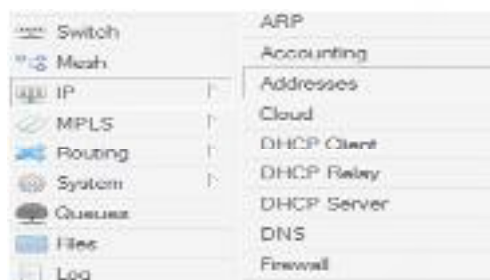 Switch
Mesh
IP
MPLS
Routing
System
Queues
Files
Log
ARP
Accounting
Addresses
Cloud
DHCP Client
DHCP Relay
DHCP Server
DNS
Firewall